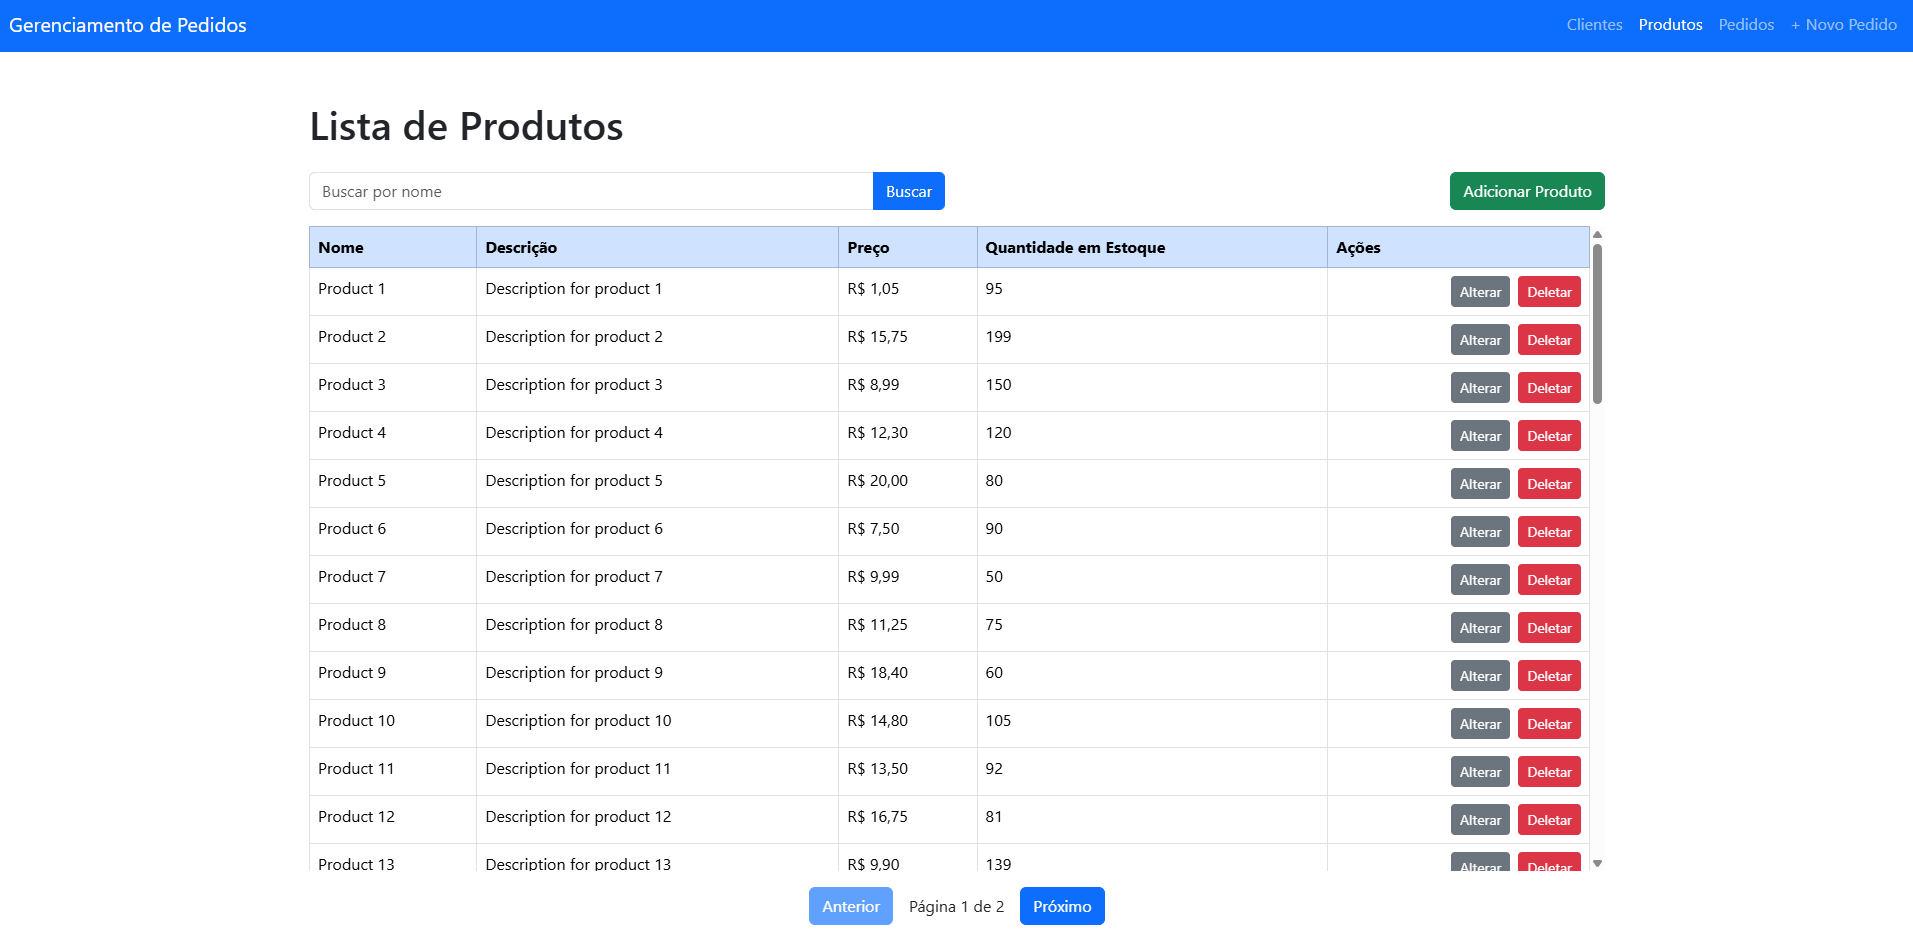 Gerenciamento de Pedidos Clientes Produtos Pedidos + Novo Pedido
Lista de Produtos
Buscar por nome Buscar Adicionar Produto
Nome Descrição Preço Quantidade em Estoque Ações
Product 1 Description for product 1 R$ 1,05 95 Alterar Deletar
Product 2 Description for product 2 R$ 15,75 199 Alterar Deletar
Product 3 Description for product 3 R$ 8,99 150 Alterar Deletar
Product 4 Description for product 4 R$ 12,30 120 Alterar Deletar
Product 5 Description for product 5 R$ 20,00 80 Alterar Deletar
Product 6 Description for product 6 R$ 7,50 90 Alterar Deletar
Product 7 Description for product 7 R$ 9,99 50 Alterar Deletar
Product 8 Description for product 8 R$ 11,25 75 Alterar Deletar
Product 9 Description for product 9 R$ 18,40 60 Alterar Deletar
Product 10 Description for product 10 R$ 14,80 105 Alterar Deletar
Product 11 Description for product 11 R$ 13,50 92 Alterar Deletar
Product 12 Description for product 12 R$ 16,75 81 Alterar Deletar
Product 13 Description for product 13 R$ 9,90 139 Alterar Deletar
Anterior Página 1 de 2 Próximo